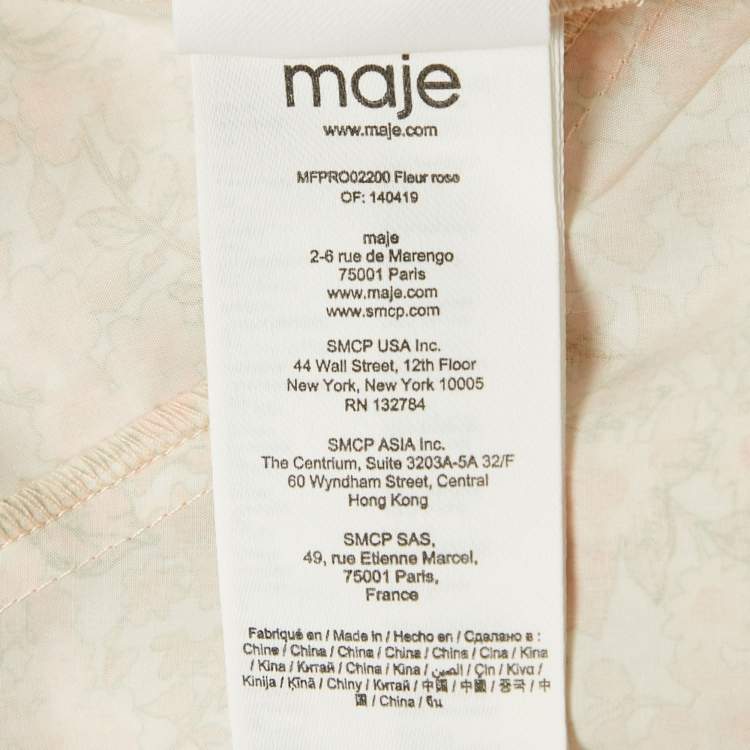 maje
www.maje.com
MFPRO02200 Fleur rose
OF: 140419
maje
2-6 rue de Marengo
75001 Paris
www.maje.com
www.smcp.com
SMCP USA Inc.
44 Wall Street, 12th Floor
New York, New York 10005
RN 132784
SMCP ASIA Inc.
The Centrium, Suite 3203A-5A 32/F
60 Wyndham Street, Central
Hong Kong
SMCP SAS,
49, rue Etienne Marcel,
75001 Paris,
France
Fabriqué en / Made in / Hecho en / Сделано в :
Chine / China / China / China / China / Cina / Kina
/ Kina / Китай / China / Kina / الصين / Çin / Kiva /
Kinija / Ķīnā / Chiny / Китай / 中国 / 中國 / 중국 / 中
国 / China / จีน